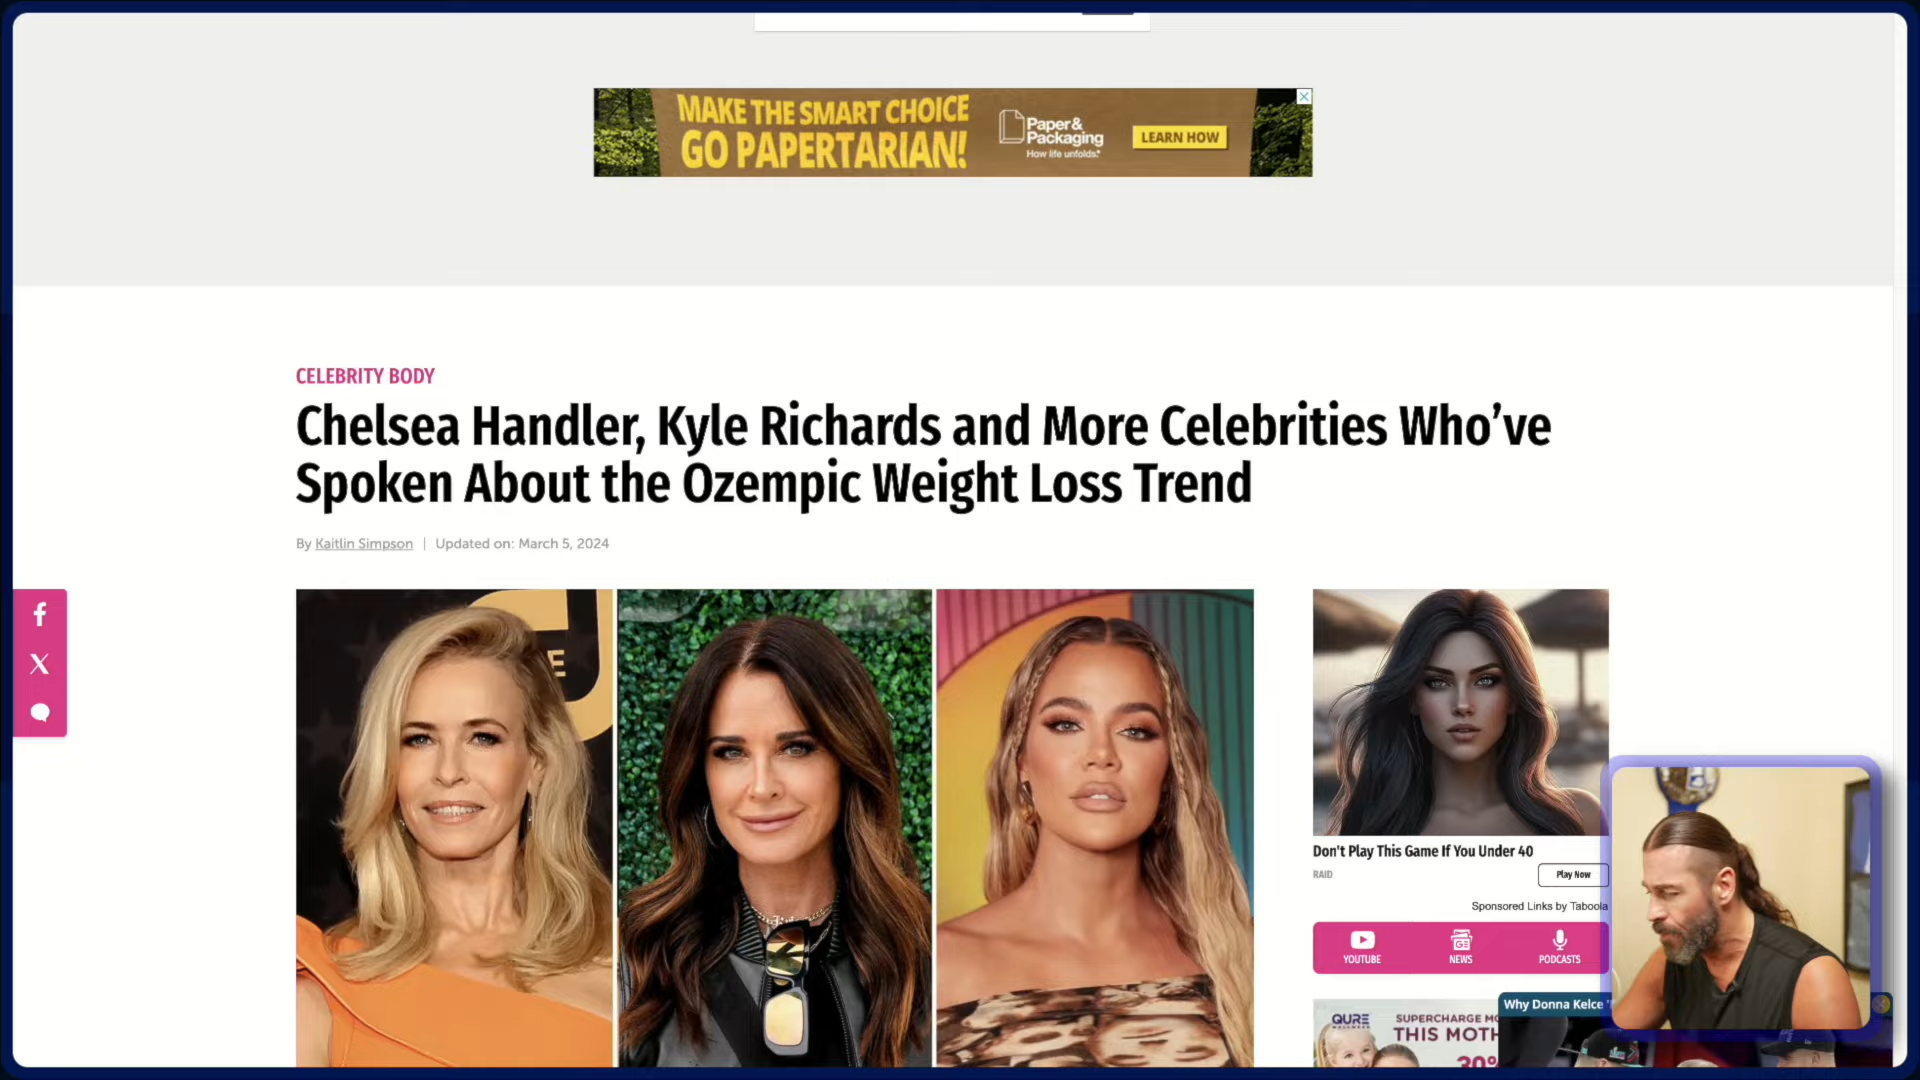 MAKE THE SMART CHOICE
GO PAPERTARIAN!
Paper &
Packaging
How life unfolds.®
LEARN HOW
CELEBRITY BODY
Chelsea Handler, Kyle Richards and More Celebrities Who’ve
Spoken About the Ozempic Weight Loss Trend
By Kaitlin Simpson | Updated on: March 5, 2024
E
Don't Play This Game If You Under 40
RAID
Play Now
Sponsored Links by Taboola
YOUTUBE
NEWS
PODCASTS
Why Donna Kelce
QURE
SUPERCHARGE
THIS MOTH
30%